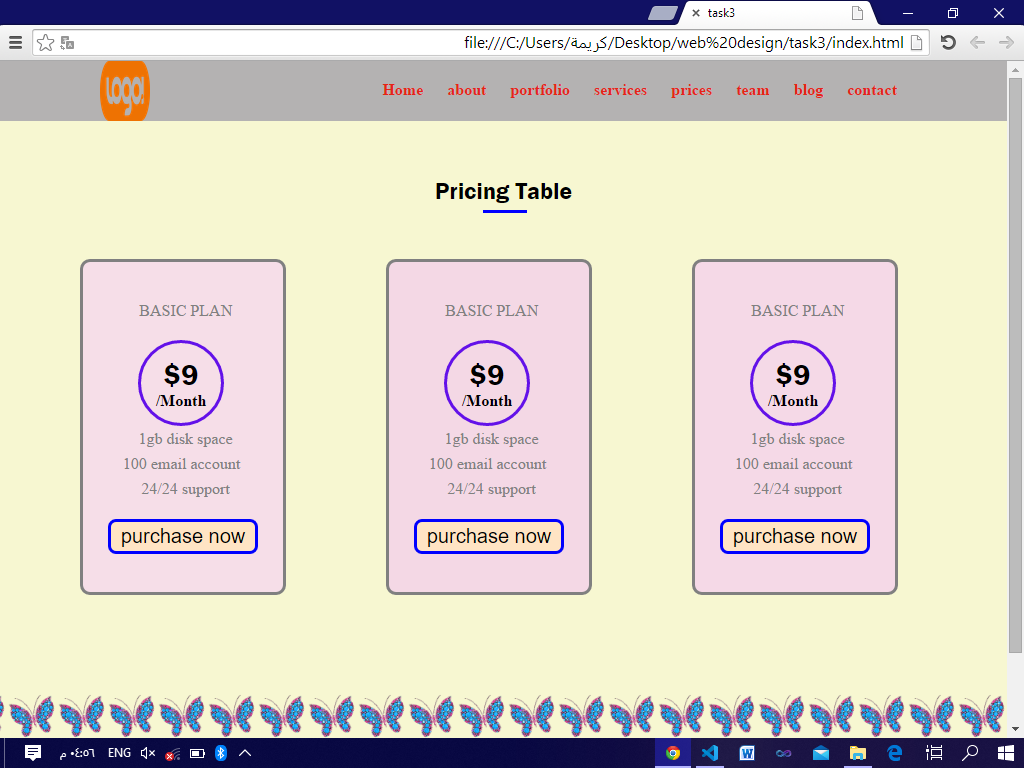 task3
file:///C:/Users/كريمة/Desktop/web%20design/task3/index.html
LOGO!
Home about portfolio services prices team blog contact
Pricing Table
BASIC PLAN
$9
/Month
1gb disk space
100 email account
24/24 support
purchase now
BASIC PLAN
$9
/Month
1gb disk space
100 email account
24/24 support
purchase now
BASIC PLAN
$9
/Month
1gb disk space
100 email account
24/24 support
purchase now
٠٤:٥٦ م ENG